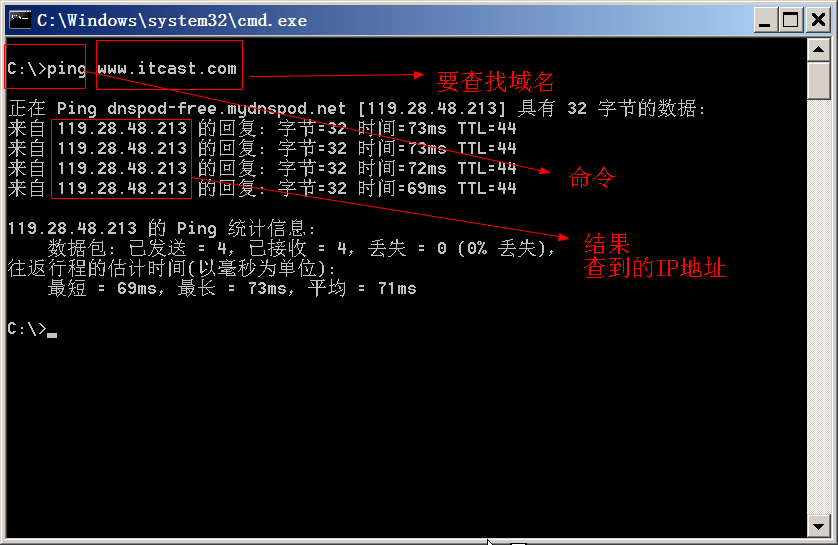 C:\Windows\system32\cmd.exe
C:\>ping www.itcast.com
要查找域名
正在 Ping dnspod-free.mydnspod.net [119.28.48.213] 具有 32 字节的数据:
来自 119.28.48.213 的回复: 字节=32 时间=73ms TTL=44
来自 119.28.48.213 的回复: 字节=32 时间=73ms TTL=44
来自 119.28.48.213 的回复: 字节=32 时间=72ms TTL=44
命令
来自 119.28.48.213 的回复: 字节=32 时间=69ms TTL=44
119.28.48.213 的 Ping 统计信息:
数据包: 已发送 = 4，已接收 = 4，丢失 = 0 (0% 丢失)，
结果
查到的IP地址
往返行程的估计时间(以毫秒为单位):
最短 = 69ms，最长 = 73ms，平均 = 71ms
C:\>